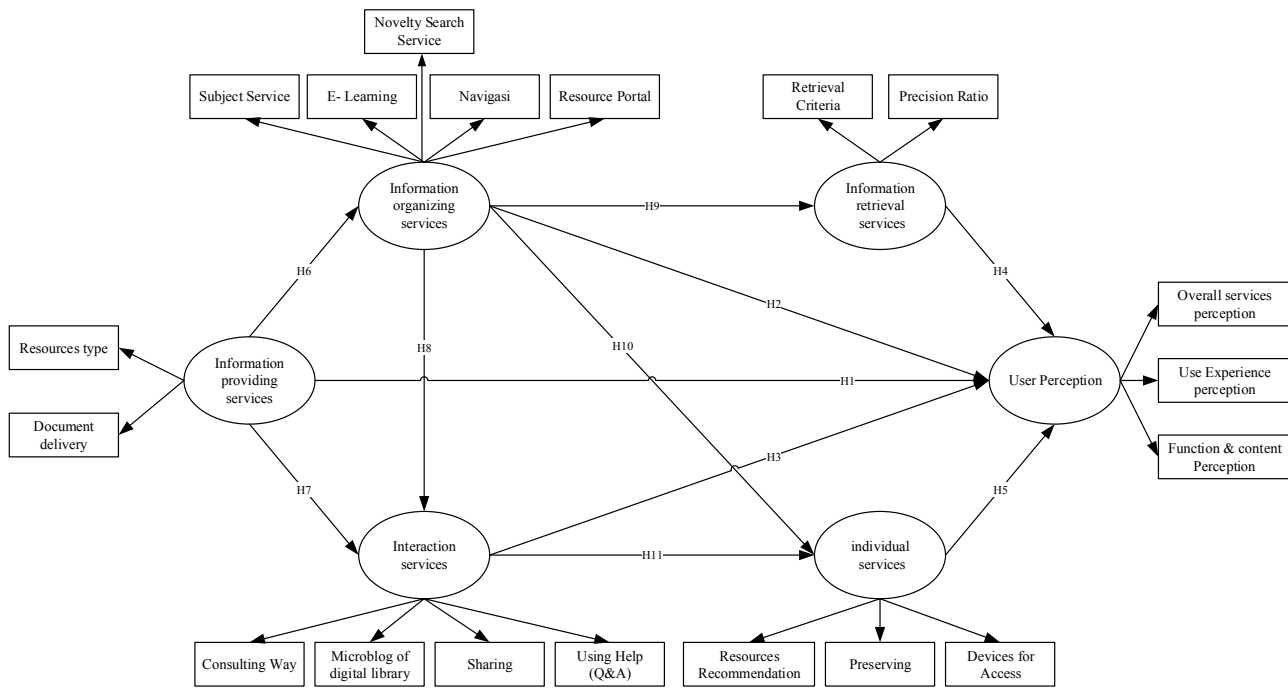 Novelty Search
Service
Subject Service
E- Learning
Navigasi
Resource Portal
Retrieval
Criteria
Precision Ratio
Information
organizing
services
H9
Information
retrieval
services
H6
H4
H2
Overall services
perception
Resources type
H8
H10
Information
providing
services
H1
User Perception
Use Experience
perception
Document
delivery
H3
Function & content
Perception
H7
H5
Interaction
services
H11
individual
services
Consulting Way
Microblog of
digital library
Sharing
Using Help
(Q&A)
Resources
Recommendation
Preserving
Devices for
Access